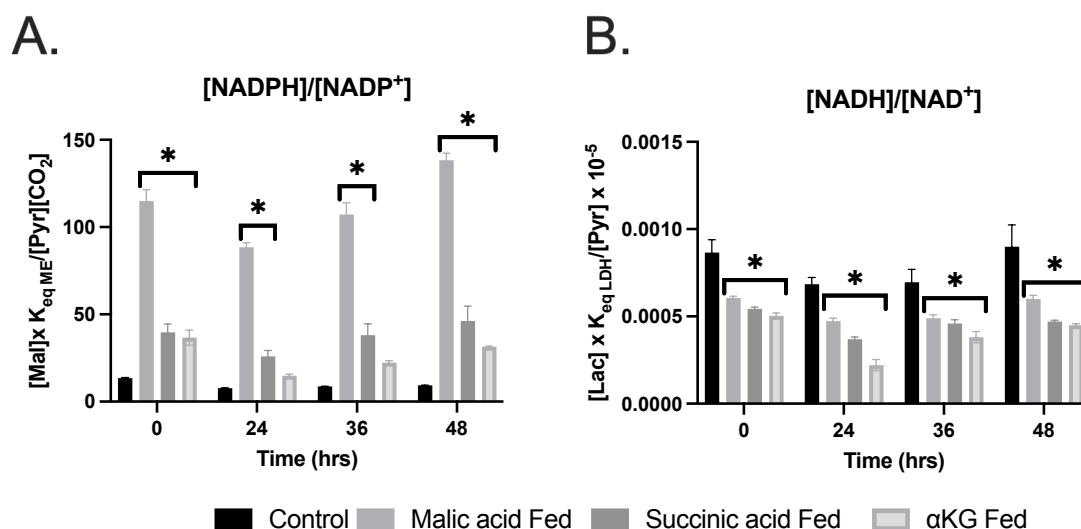 A.
[NADPH]/[NADP⁺]
[Mal]x K_eq ME/[Pyr][CO₂]
150
100
50
0
* * * *
0 24 36 48
Time (hrs)
B.
[NADH]/[NAD⁺]
[Lac] x K_eq LDH/[Pyr] x 10⁻⁵
0.0015
0.0010
0.0005
0.0000
* * * *
0 24 36 48
Time (hrs)
Control Malic acid Fed Succinic acid Fed αKG Fed